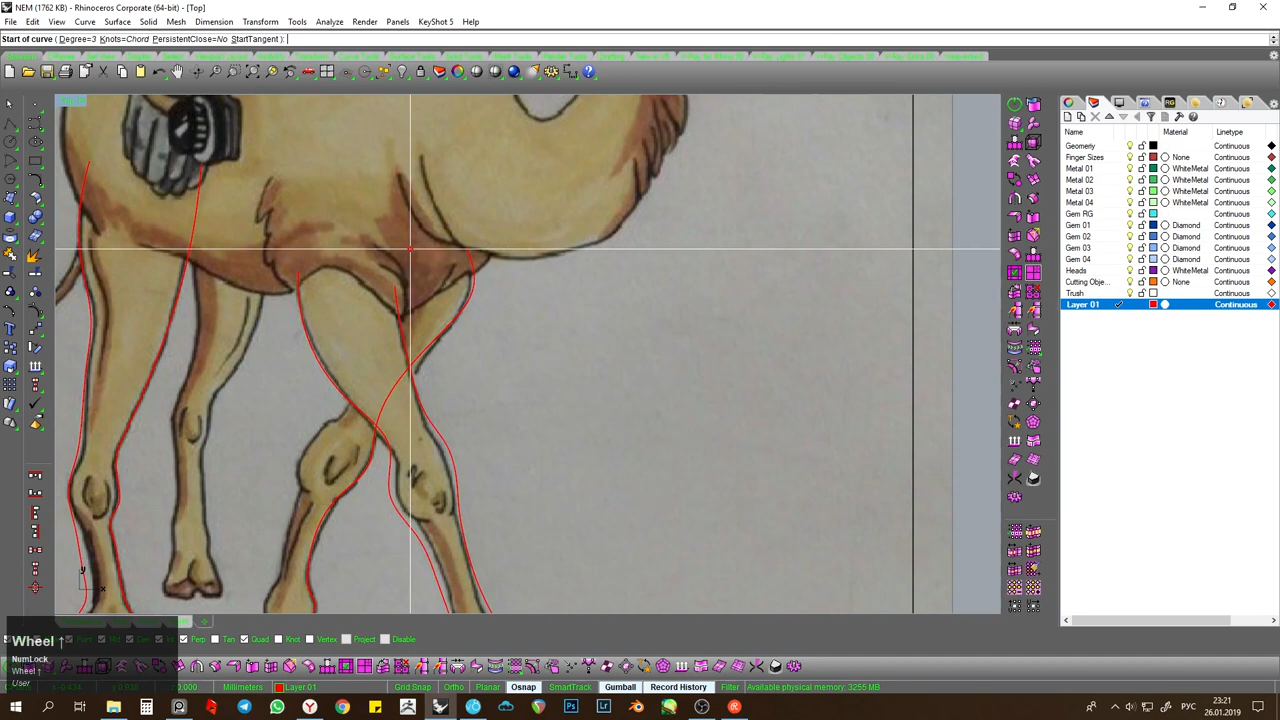 NEM (1762 KB) - Rhinoceros Corporate (64-bit) - [Top]
File Edit View Curve Surface Solid Mesh Dimension Transform Tools Analyze Render Panels KeyShot 5 Help
Start of curve ( Degree=3 Knots=Chord PersistentClose=No StartTangent ):
Name Material Linetype
Geomeriy Continuous
Finger Sizes None Continuous
Metal 01 WhiteMetal Continuous
Metal 02 WhiteMetal Continuous
Metal 03 WhiteMetal Continuous
Metal 04 WhiteMetal Continuous
Gem RG Continuous
Gem 01 Diamond Continuous
Gem 02 Diamond Continuous
Gem 03 Diamond Continuous
Gem 04 Diamond Continuous
Heads WhiteMetal Continuous
Cutting Obje... None Continuous
Trush Continuous
Layer 01 Continuous
y
x
Perp Tan Quad Knot Vertex Project Disable
Wheel ↑
NumLock
Wheel ↑
User
Millimeters Layer 01 Grid Snap Ortho Planar Osnap SmartTrack Gumball Record History Filter Available physical memory: 3255 MB
РУС
23:21
26.01.2019